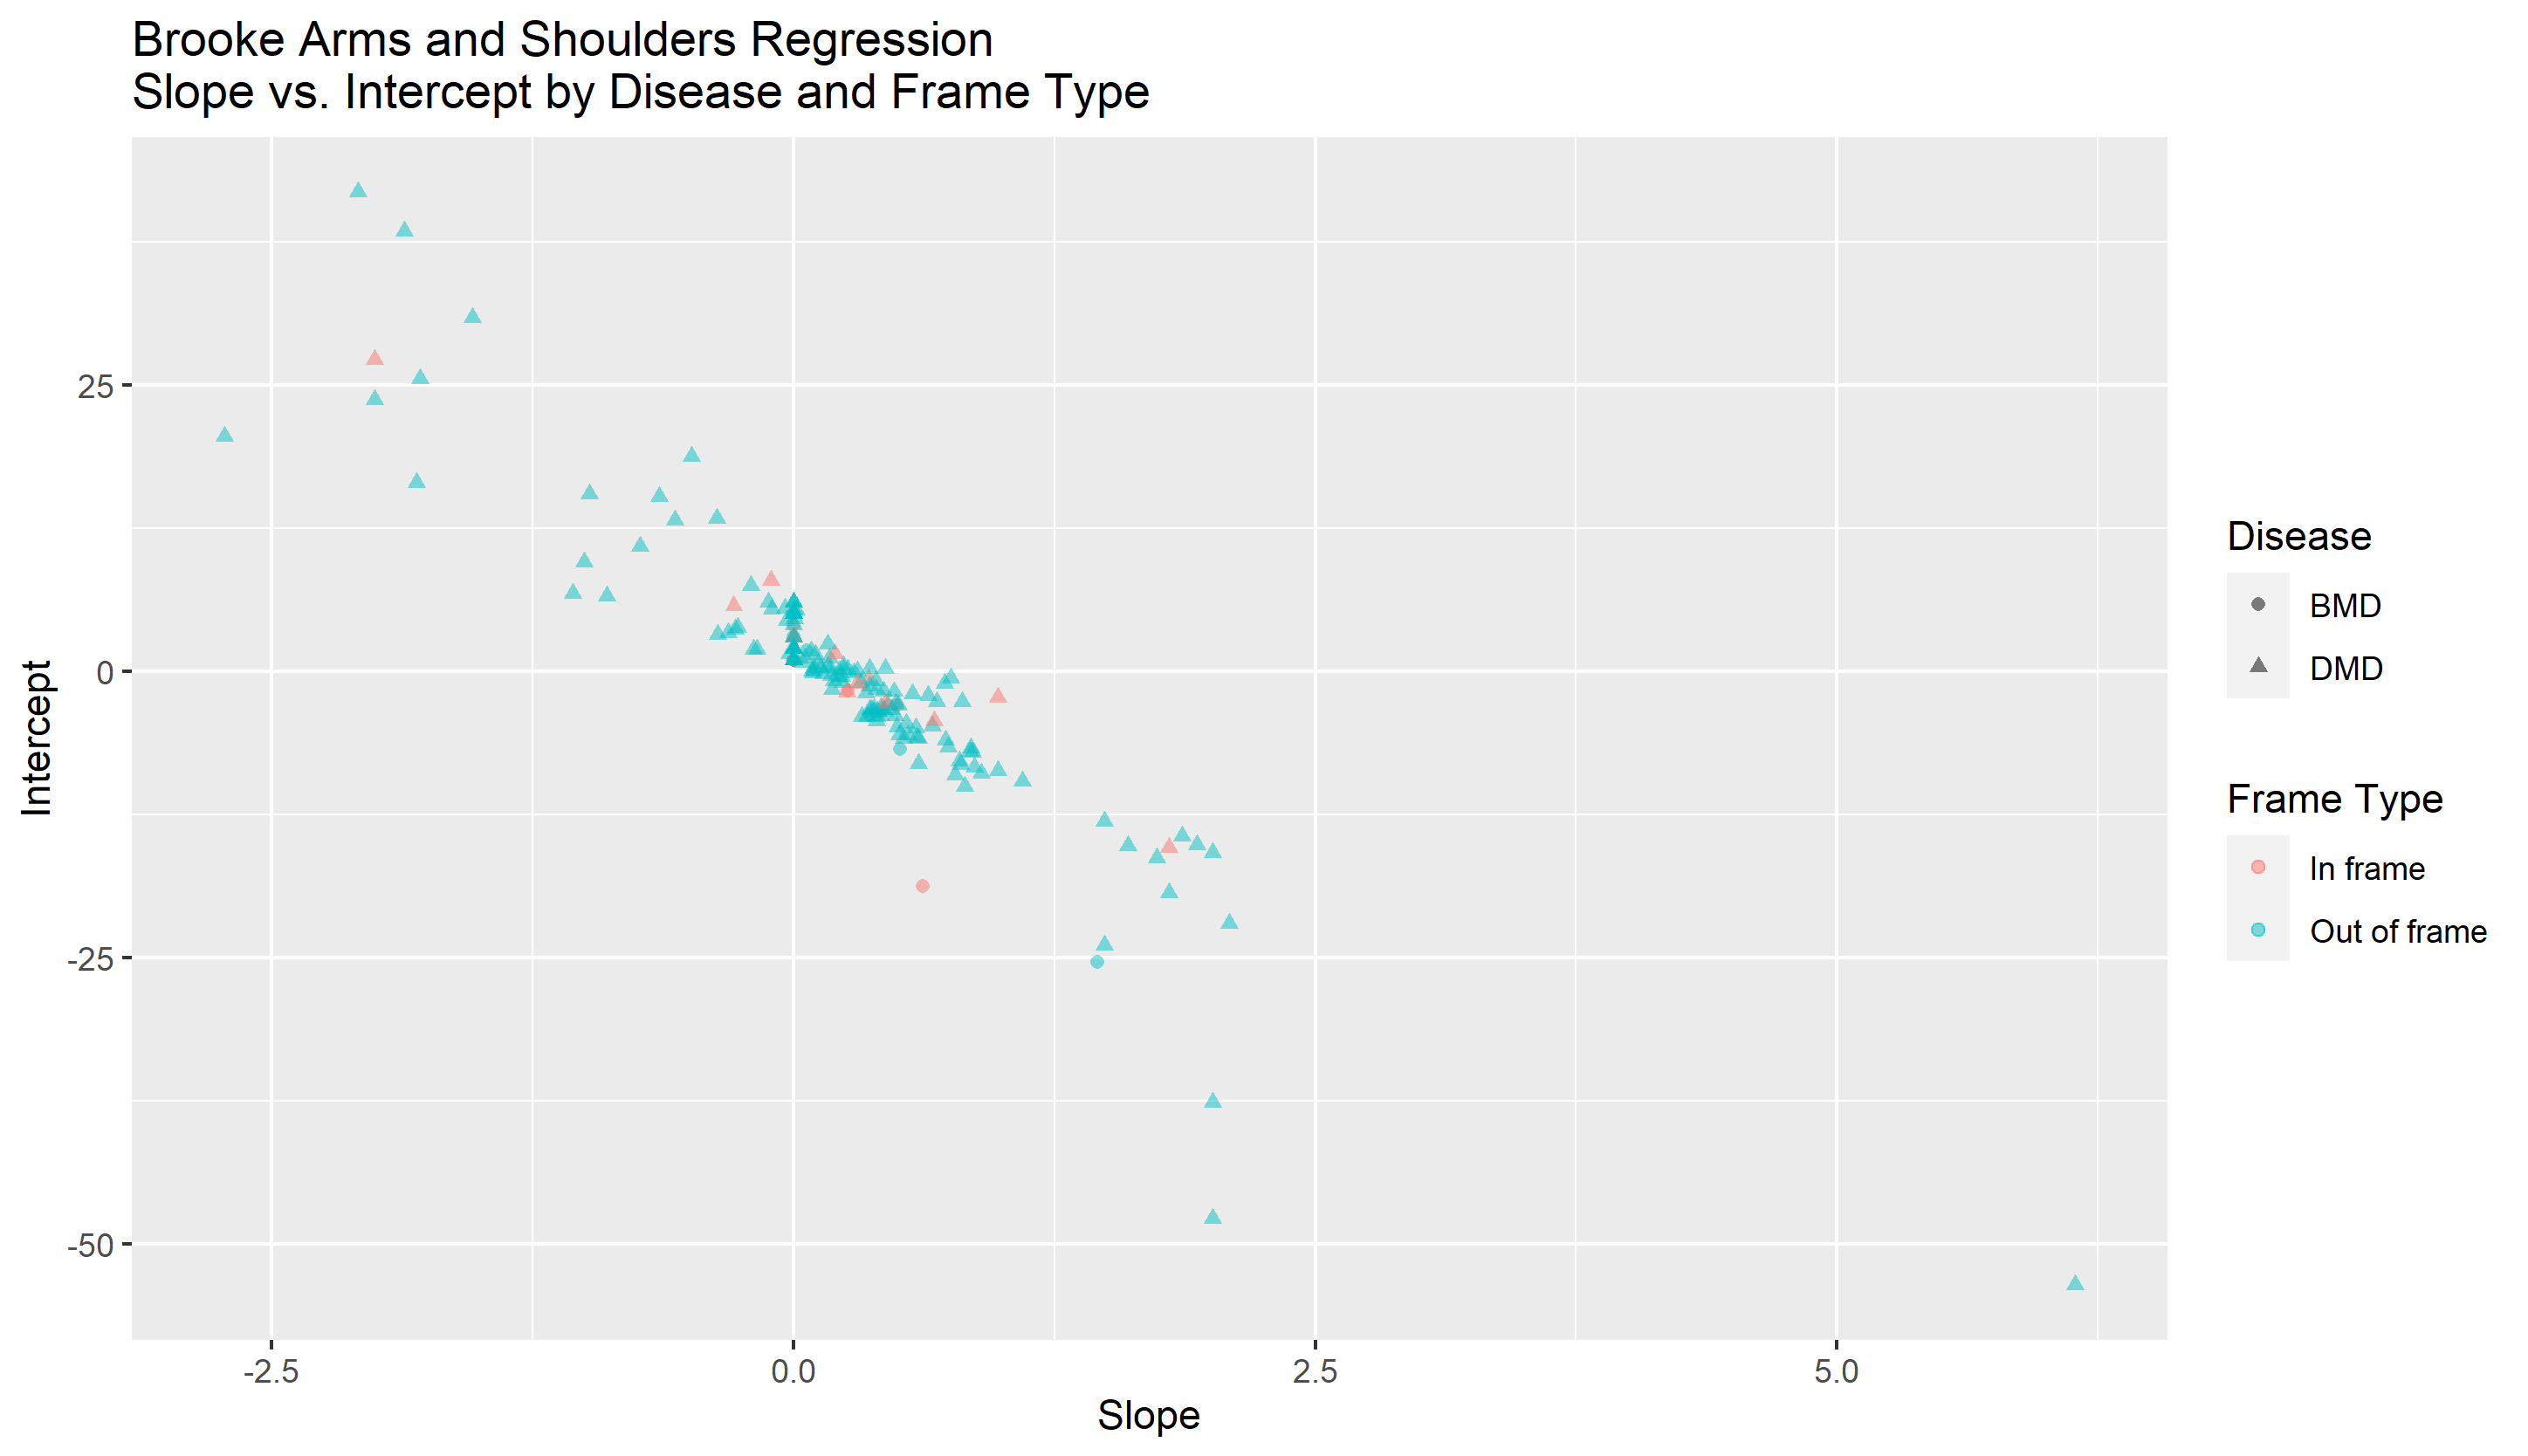 Brooke Arms and Shoulders Regression
Slope vs. Intercept by Disease and Frame Type
Intercept
25
0
-25
-50
-2.5
0.0
2.5
5.0
Slope
Disease
BMD
DMD
Frame Type
In frame
Out of frame